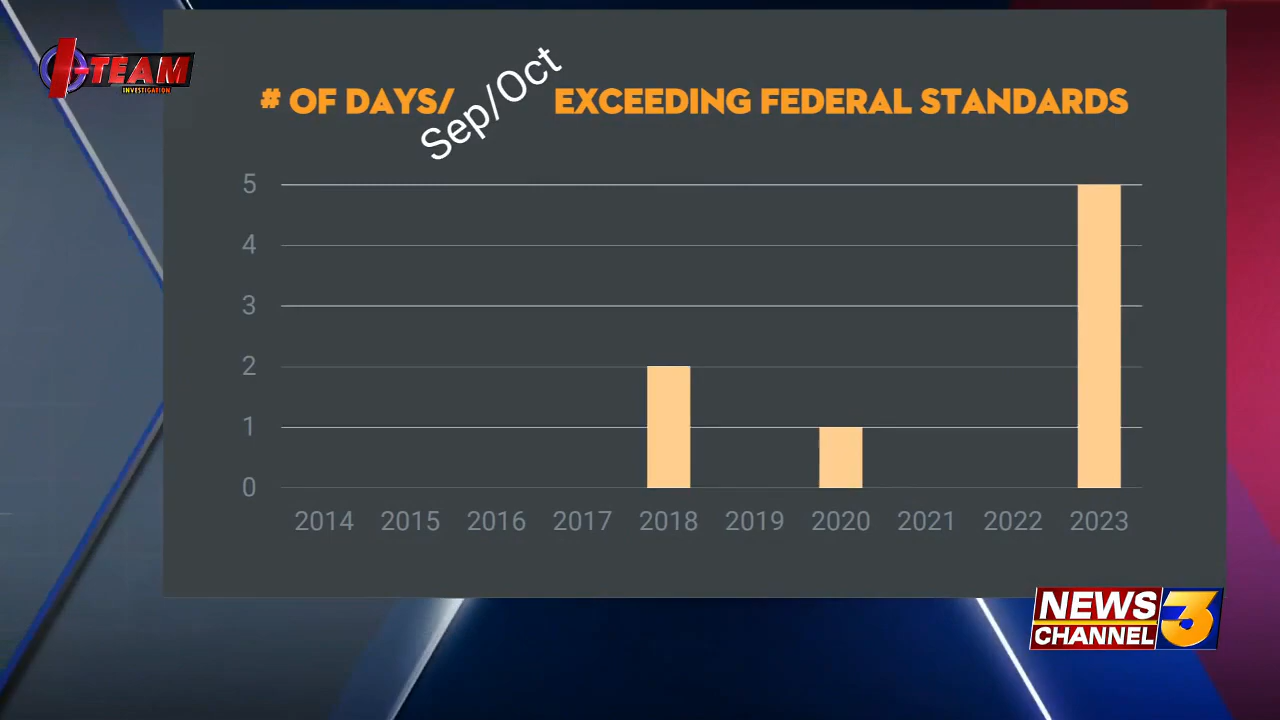 I-TEAM
INVESTIGATION
# OF DAYS/ Sep/Oct EXCEEDING FEDERAL STANDARDS
5
4
3
2
1
0
2014 2015 2016 2017 2018 2019 2020 2021 2022 2023
NEWS
CHANNEL 3